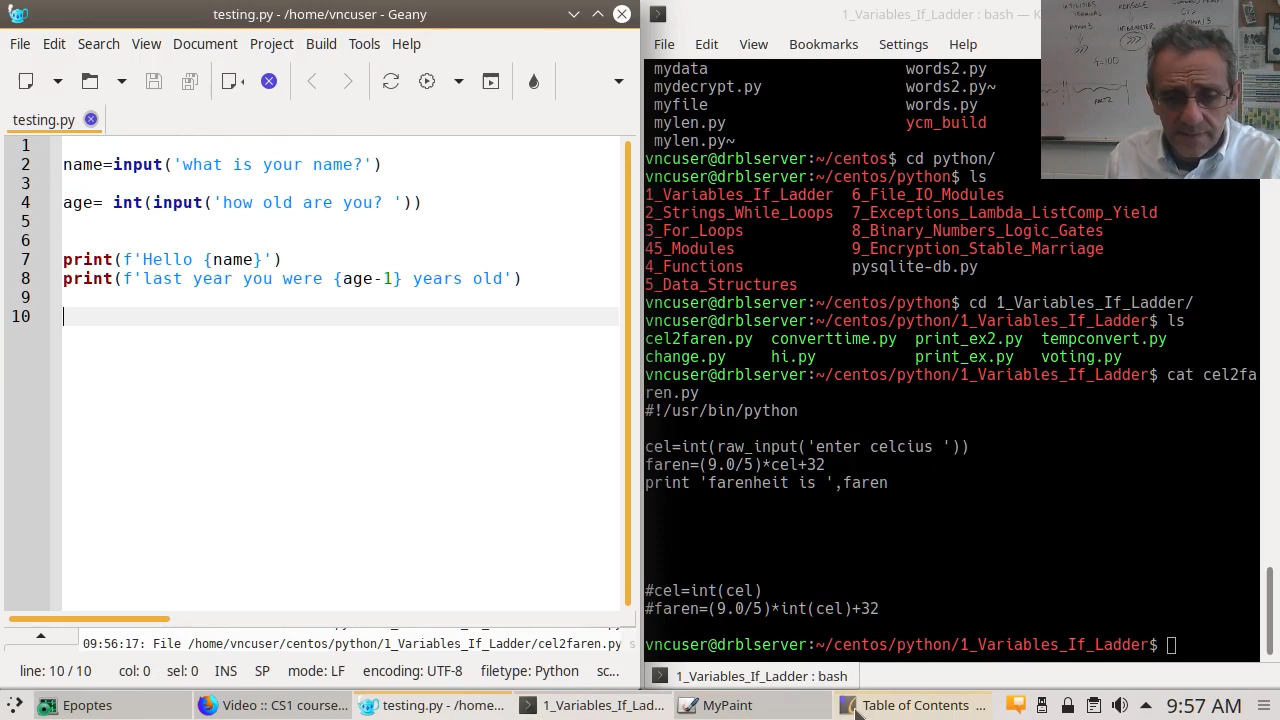 testing.py - /home/vncuser - Geany
File Edit Search View Document Project Build Tools Help
testing.py
1
2 name=input('what is your name?')
3
4 age= int(input('how old are you? '))
5
6
7 print(f'Hello {name}')
8 print(f'last year you were {age-1} years old')
9
10
09:56:17: File /home/vncuser/centos/python/1_Variables_If_Ladder/cel2faren.py s
line: 10 / 10 col: 0 sel: 0 INS SP mode: LF encoding: UTF-8 filetype: Python sc...
1_Variables_If_Ladder : bash — K
File Edit View Bookmarks Settings Help
mydata words2.py
mydecrypt.py words2.py~
myfile words.py
mylen.py ycm_build
mylen.py~
vncuser@drblserver:~/centos$ cd python/
vncuser@drblserver:~/centos/python$ ls
1_Variables_If_Ladder 6_File_IO_Modules
2_Strings_While_Loops 7_Exceptions_Lambda_ListComp_Yield
3_For_Loops 8_Binary_Numbers_Logic_Gates
45_Modules 9_Encryption_Stable_Marriage
4_Functions pysqlite-db.py
5_Data_Structures
vncuser@drblserver:~/centos/python$ cd 1_Variables_If_Ladder/
vncuser@drblserver:~/centos/python/1_Variables_If_Ladder$ ls
cel2faren.py converttime.py print_ex2.py tempconvert.py
change.py hi.py print_ex.py voting.py
vncuser@drblserver:~/centos/python/1_Variables_If_Ladder$ cat cel2fa
ren.py
#!/usr/bin/python
cel=int(raw_input('enter celcius '))
faren=(9.0/5)*cel+32
print 'farenheit is ',faren
#cel=int(cel)
#faren=(9.0/5)*int(cel)+32
vncuser@drblserver:~/centos/python/1_Variables_If_Ladder$
1_Variables_If_Ladder : bash
Epoptes
Video :: CS1 course...
testing.py - /home...
1_Variables_If_Lad...
MyPaint
Table of Contents ...
9:57 AM